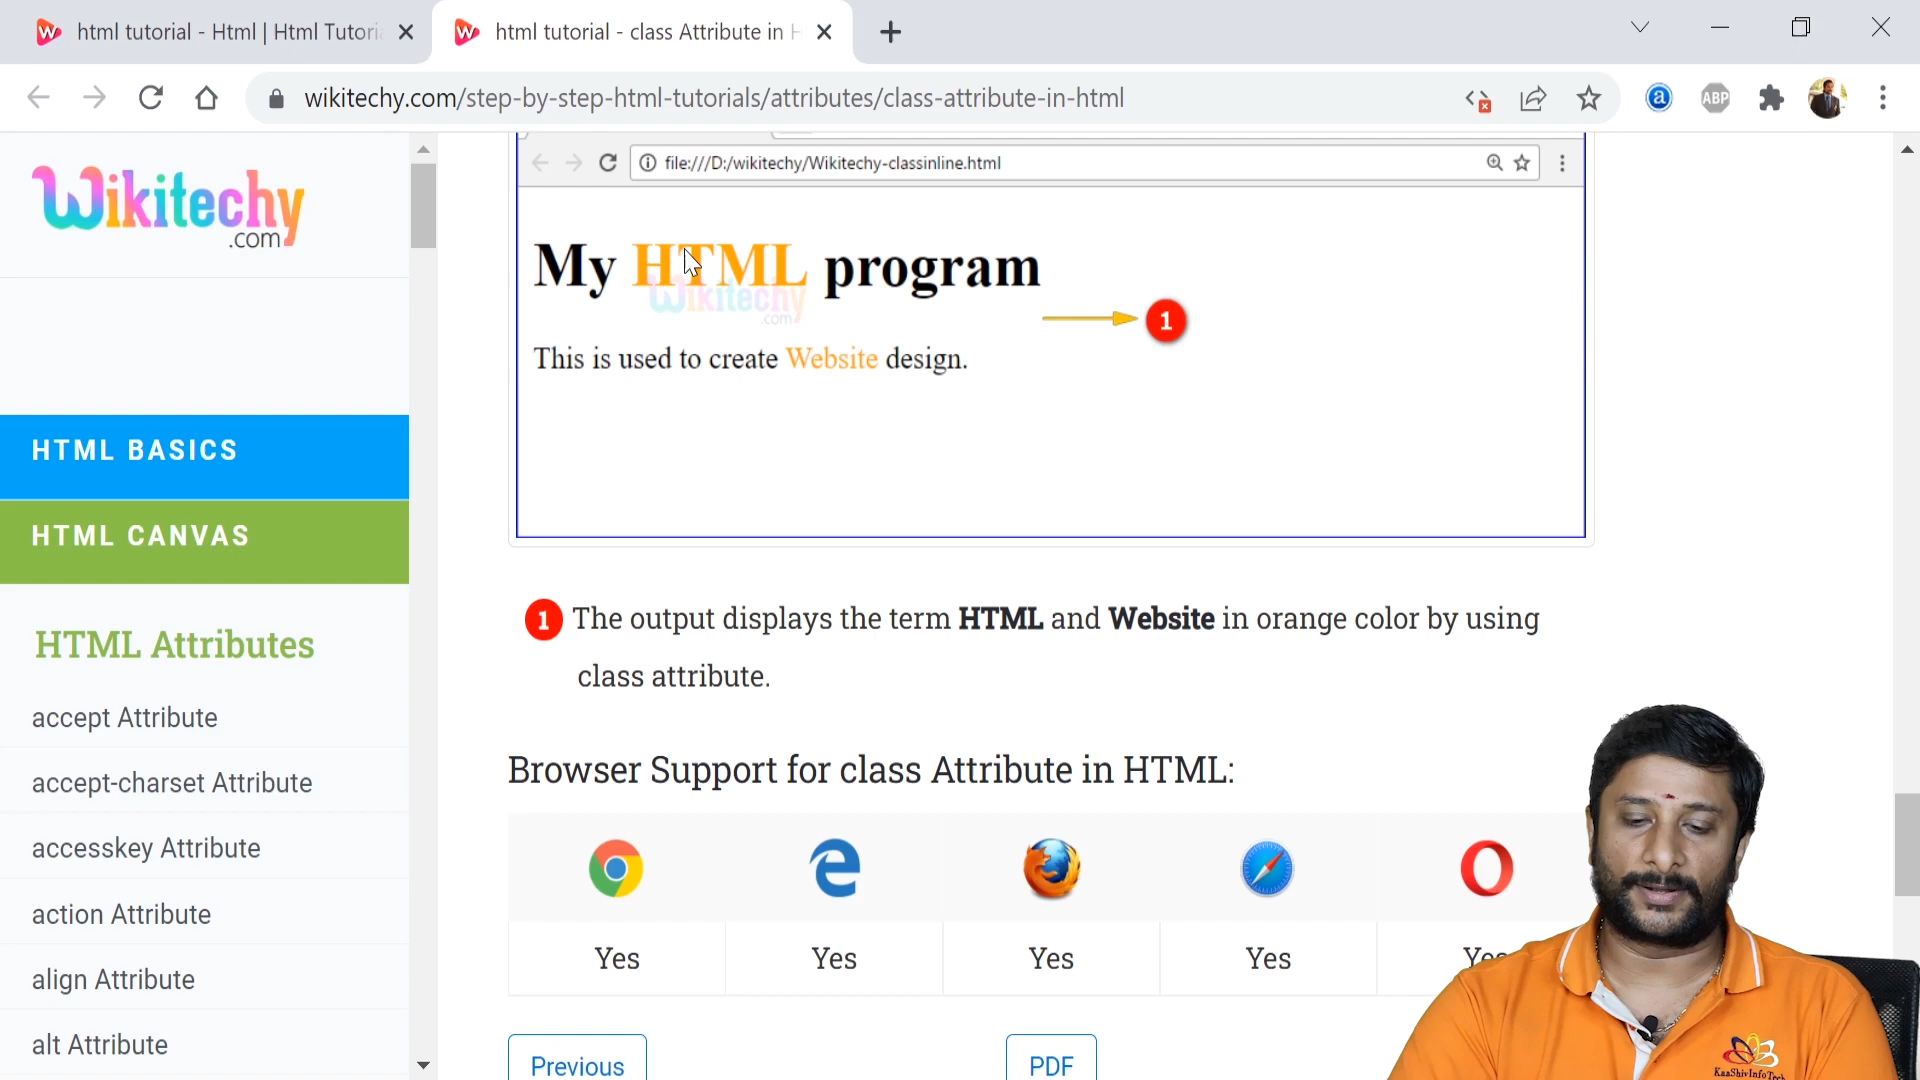 html tutorial - Html | Html Tutoria
html tutorial - class Attribute in H
wikitechy.com/step-by-step-html-tutorials/attributes/class-attribute-in-html
a
ABP
Wikitechy
.com
HTML BASICS
HTML CANVAS
HTML Attributes
accept Attribute
accept-charset Attribute
accesskey Attribute
action Attribute
align Attribute
alt Attribute
file:///D:/wikitechy/Wikitechy-classinline.html
My HTML program
Wikitechy
.com
1
This is used to create Website design.
1 The output displays the term HTML and Website in orange color by using
class attribute.
Browser Support for class Attribute in HTML:
Yes Yes Yes Yes Yes
Previous PDF
KaaShivInfoTech